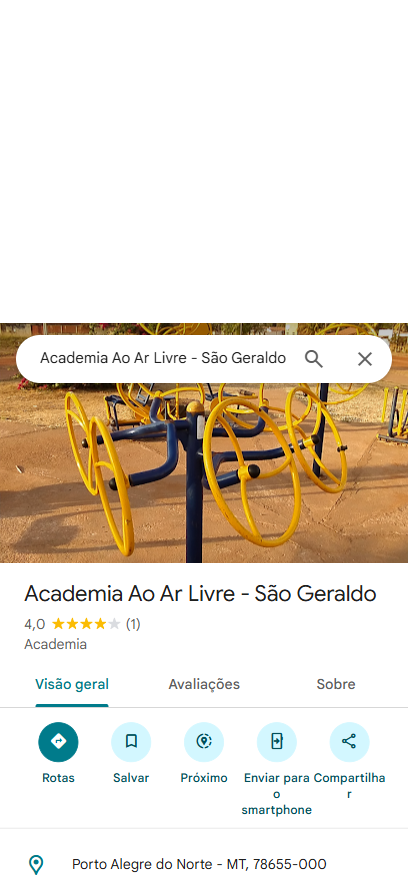 Academia Ao Ar Livre - São Geraldo
Academia Ao Ar Livre - São Geraldo
4,0 (1)
Academia
Visão geral Avaliações Sobre
Rotas Salvar Próximo Enviar para o smartphone Compartilhar
Porto Alegre do Norte - MT, 78655-000